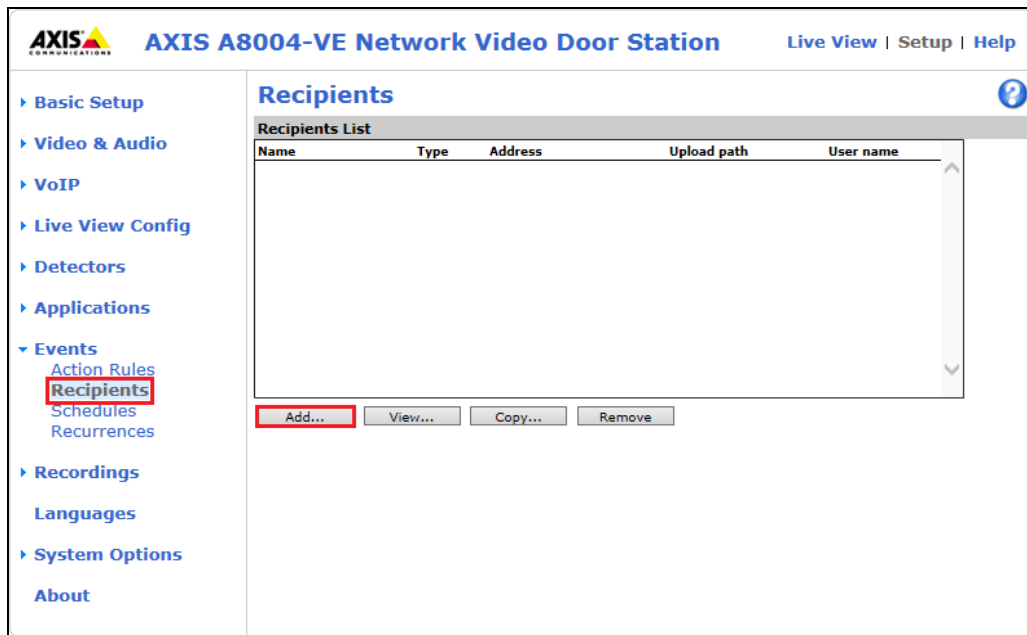 AXIS
COMMUNICATIONS
AXIS A8004-VE Network Video Door Station
Live View | Setup | Help
Basic Setup
Video & Audio
VoIP
Live View Config
Detectors
Applications
Events
Action Rules
Recipients
Schedules
Recurrences
Recordings
Languages
System Options
About
Recipients
?
Recipients List
Name Type Address Upload path User name
Add... View... Copy... Remove